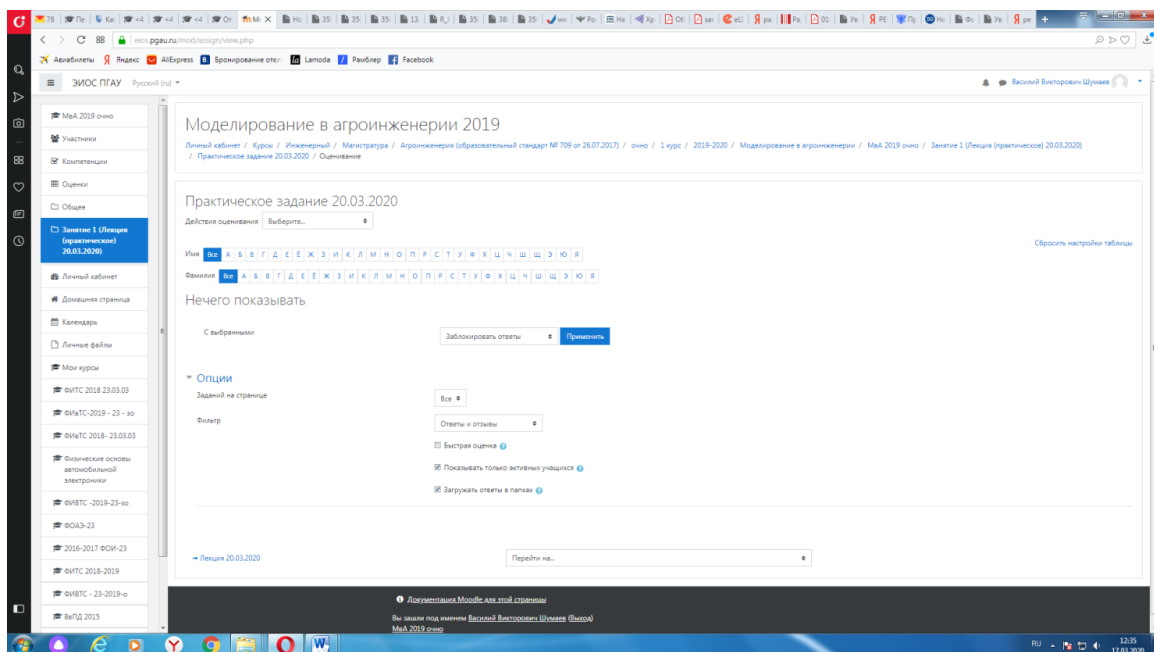 eios.pgau.ru/mod/assign/view.php
Авиабилеты Яндекс AliExpress Бронирование отел Lamoda Рамблер Facebook
ЭИОС ПГАУ Русский (ru)
Василий Викторович Шумаев
МвА 2019 очно
Участники
Компетенции
Оценки
Общее
Занятие 1 (Лекция
(практическое)
20.03.2020)
Личный кабинет
Домашняя страница
Календарь
Личные файлы
Мои курсы
ФИТС 2018 23.03.03
ФИвТС-2019 - 23 - зо
ФИвТС 2018- 23.03.03
Физические основы
автомобильной
электроники
ФИВТС -2019-23-зо
ФОАЭ-23
2016-2017 ФОИ-23
ФИТС 2018-2019
ФИВТС - 23-2019-о
ВвПД 2015
Моделирование в агроинженерии 2019
Личный кабинет / Курсы / Инженерный / Магистратура / Агроинженерия (образовательный стандарт № 709 от 26.07.2017) / очно / 1 курс / 2019-2020 / Моделирование в агроинженерии / МвА 2019 очно / Занятие 1 (Лекция (практическое) 20.03.2020)
/ Практическое задание 20.03.2020 / Оценивание
Практическое задание 20.03.2020
Действия оценивания Выберите...
Сбросить настройки таблицы
Имя Все А Б В Г Д Е Ё Ж З И К Л М Н О П Р С Т У Ф Х Ц Ч Ш Щ Э Ю Я
Фамилия Все А Б В Г Д Е Ё Ж З И К Л М Н О П Р С Т У Ф Х Ц Ч Ш Щ Э Ю Я
Нечего показывать
С выбранными Заблокировать ответы Применить
Опции
Заданий на странице Все
Фильтр Ответы и отзывы
Быстрая оценка
Показывать только активных учащихся
Загружать ответы в папках
Лекция 20.03.2020 Перейти на...
Документация Moodle для этой страницы
Вы зашли под именем Василий Викторович Шумаев (Выход)
МвА 2019 очно
RU 12:35
17.03.2020